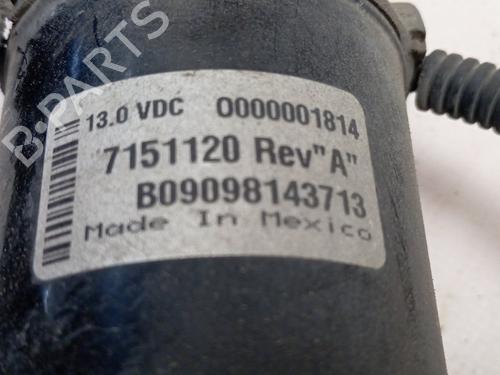 B-PARTS
13.0 VDC 0000001814
7151120 Rev"A"
B09098143713
Made In Mexico